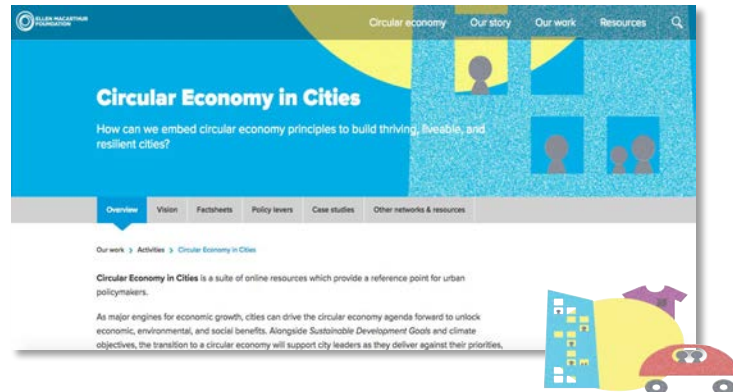 ELLEN MACARTHUR
FOUNDATION
Circular economy Our story Our work Resources
Circular Economy in Cities
How can we embed circular economy principles to build thriving, liveable, and
resilient cities?
Overview Vision Factsheets Policy levers Case studies Other networks & resources
Our work > Activities > Circular Economy in Cities
Circular Economy in Cities is a suite of online resources which provide a reference point for urban
policymakers.
As major engines for economic growth, cities can drive the circular economy agenda forward to unlock
economic, environmental, and social benefits. Alongside Sustainable Development Goals and climate
objectives, the transition to a circular economy will support city leaders as they deliver against their priorities,